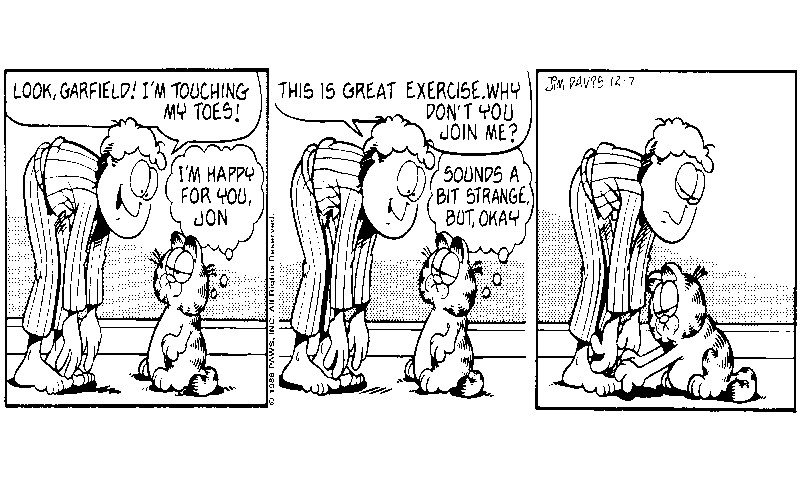 LOOK, GARFIELD! I'M TOUCHING
MY TOES!
I'M HAPPY
FOR YOU,
JON
© 1986 PAWS, INC. All Rights Reserved.
THIS IS GREAT EXERCISE. WHY
DON'T YOU
JOIN ME?
SOUNDS A
BIT STRANGE,
BUT, OKAY
JIM DAVIS 12-7